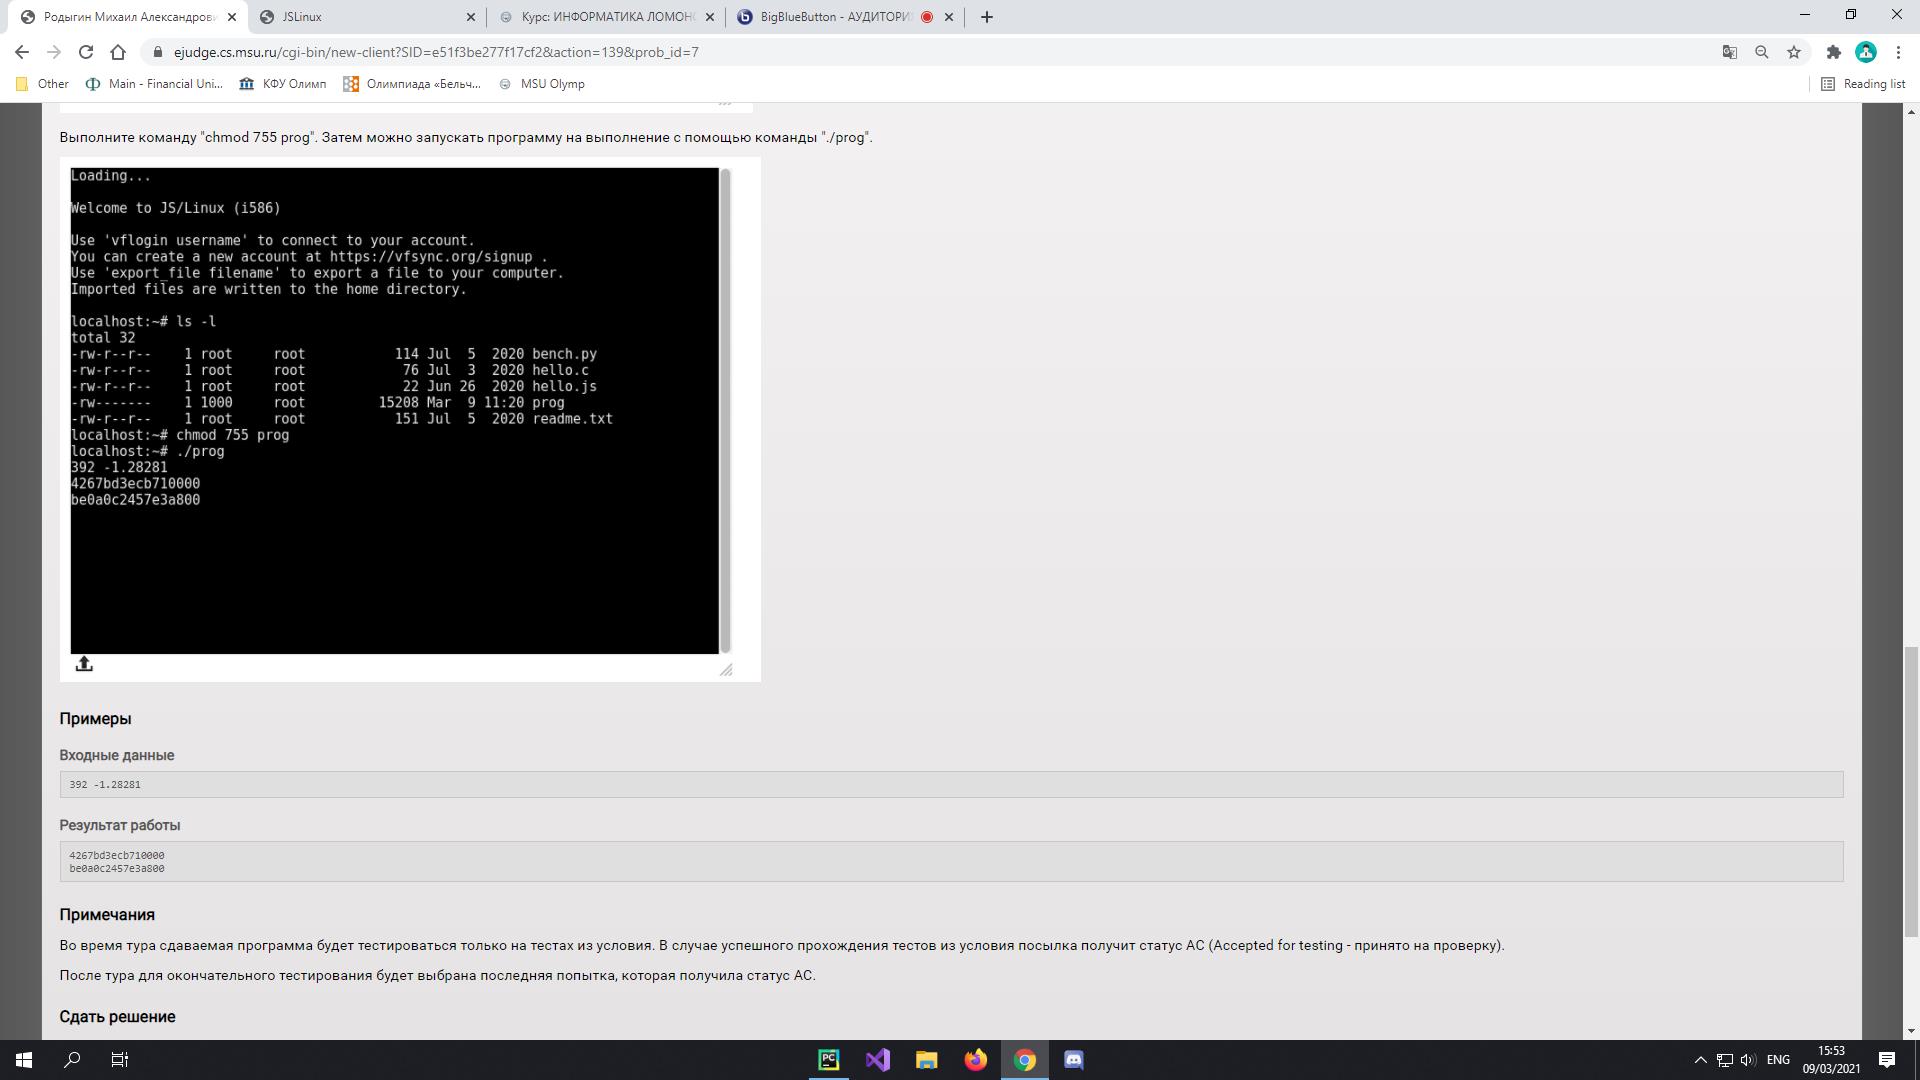 Родыгин Михаил Александрови
JSLinux
Курс: ИНФОРМАТИКА ЛОМОНО
BigBlueButton - АУДИТОРИ
ejudge.cs.msu.ru/cgi-bin/new-client?SID=e51f3be277f17cf2&action=139&prob_id=7
Other
Main - Financial Uni...
КФУ Олимп
Олимпиада «Бельч...
MSU Olymp
Reading list
Выполните команду "chmod 755 prog". Затем можно запускать программу на выполнение с помощью команды "./prog".
Loading...
Welcome to JS/Linux (i586)
Use 'vflogin username' to connect to your account.
You can create a new account at https://vfsync.org/signup .
Use 'export_file filename' to export a file to your computer.
Imported files are written to the home directory.
localhost:~# ls -l
total 32
-rw-r--r-- 1 root root 114 Jul 5 2020 bench.py
-rw-r--r-- 1 root root 76 Jul 3 2020 hello.c
-rw-r--r-- 1 root root 22 Jun 26 2020 hello.js
-rw------- 1 1000 root 15208 Mar 9 11:20 prog
-rw-r--r-- 1 root root 151 Jul 5 2020 readme.txt
localhost:~# chmod 755 prog
localhost:~# ./prog
392 -1.28281
4267bd3ecb710000
be0a0c2457e3a800
Примеры
Входные данные
392 -1.28281
Результат работы
4267bd3ecb710000
be0a0c2457e3a800
Примечания
Во время тура сдаваемая программа будет тестироваться только на тестах из условия. В случае успешного прохождения тестов из условия посылка получит статус AC (Accepted for testing - принято на проверку).
После тура для окончательного тестирования будет выбрана последняя попытка, которая получила статус AC.
Сдать решение
PC
ENG
15:53
09/03/2021